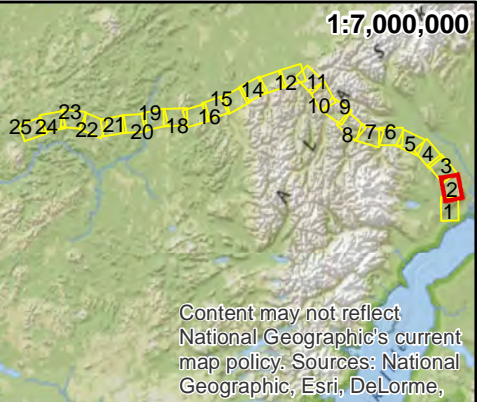 1:7,000,000
25 24 23 22 21 20 19 18 16 15 14 12 11 10 9 8 7 6 5 4 3 2 1
A L A S K
Content may not reflect
National Geographic's current
map policy. Sources: National
Geographic, Esri, DeLorme,